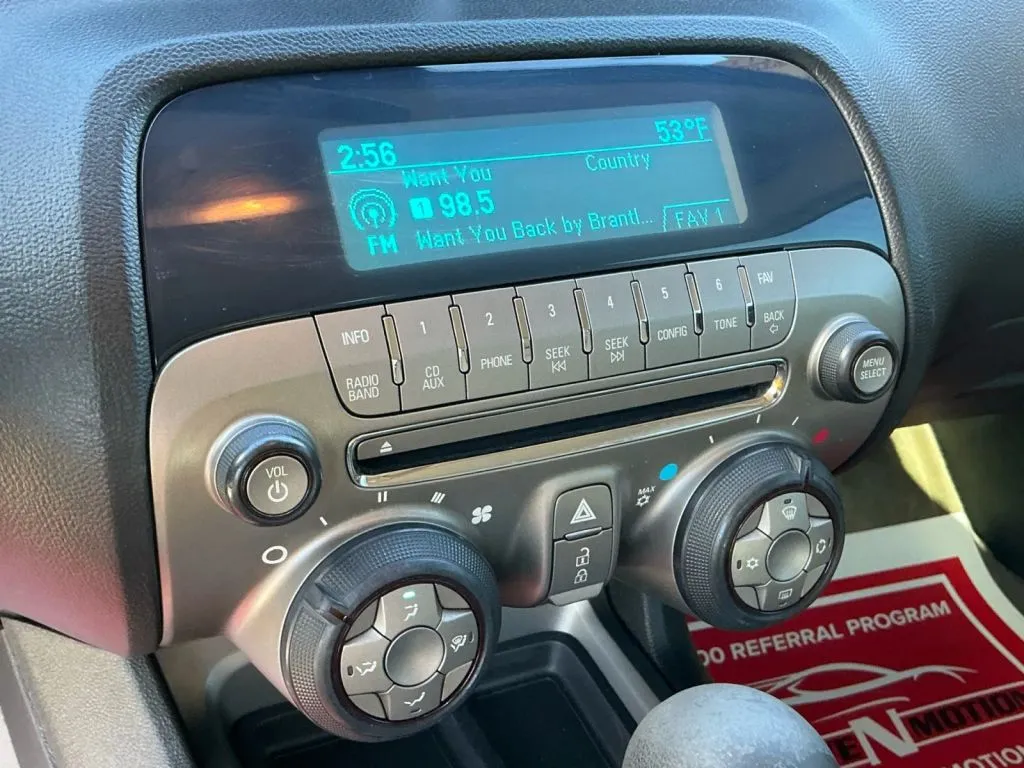 2:56
53°F
Want You
Country
1 98.5
FM
Want You Back by Brantl...
FAV 1
INFO
RADIO
BAND
1
CD
AUX
2
PHONE
3
SEEK
4
SEEK
5
CONFIG
6
TONE
FAV
BACK
MENU
SELECT
VOL
MAX
REFERRAL PROGRAM
N MOTION
MOTION